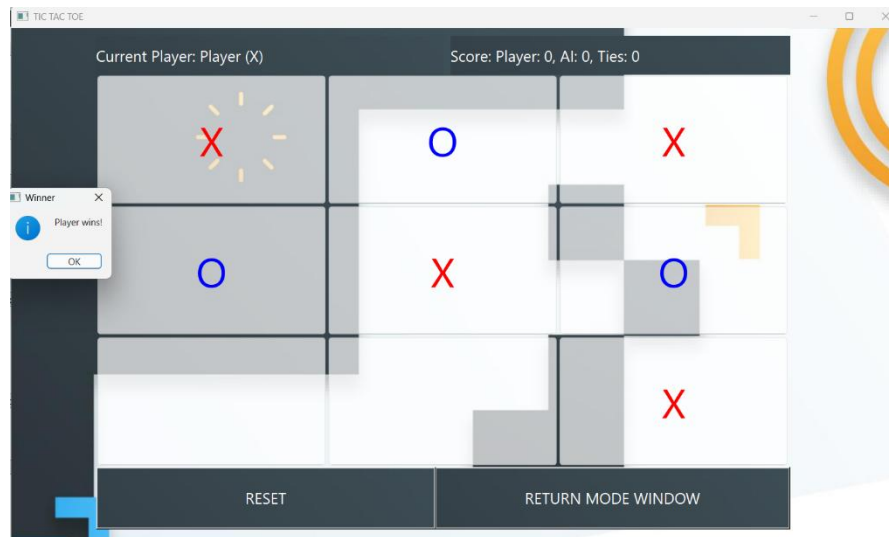 TIC TAC TOE
Current Player: Player (X)
Score: Player: 0, AI: 0, Ties: 0
X
O
X
Winner
Player wins!
OK
O
X
O
X
RESET
RETURN MODE WINDOW